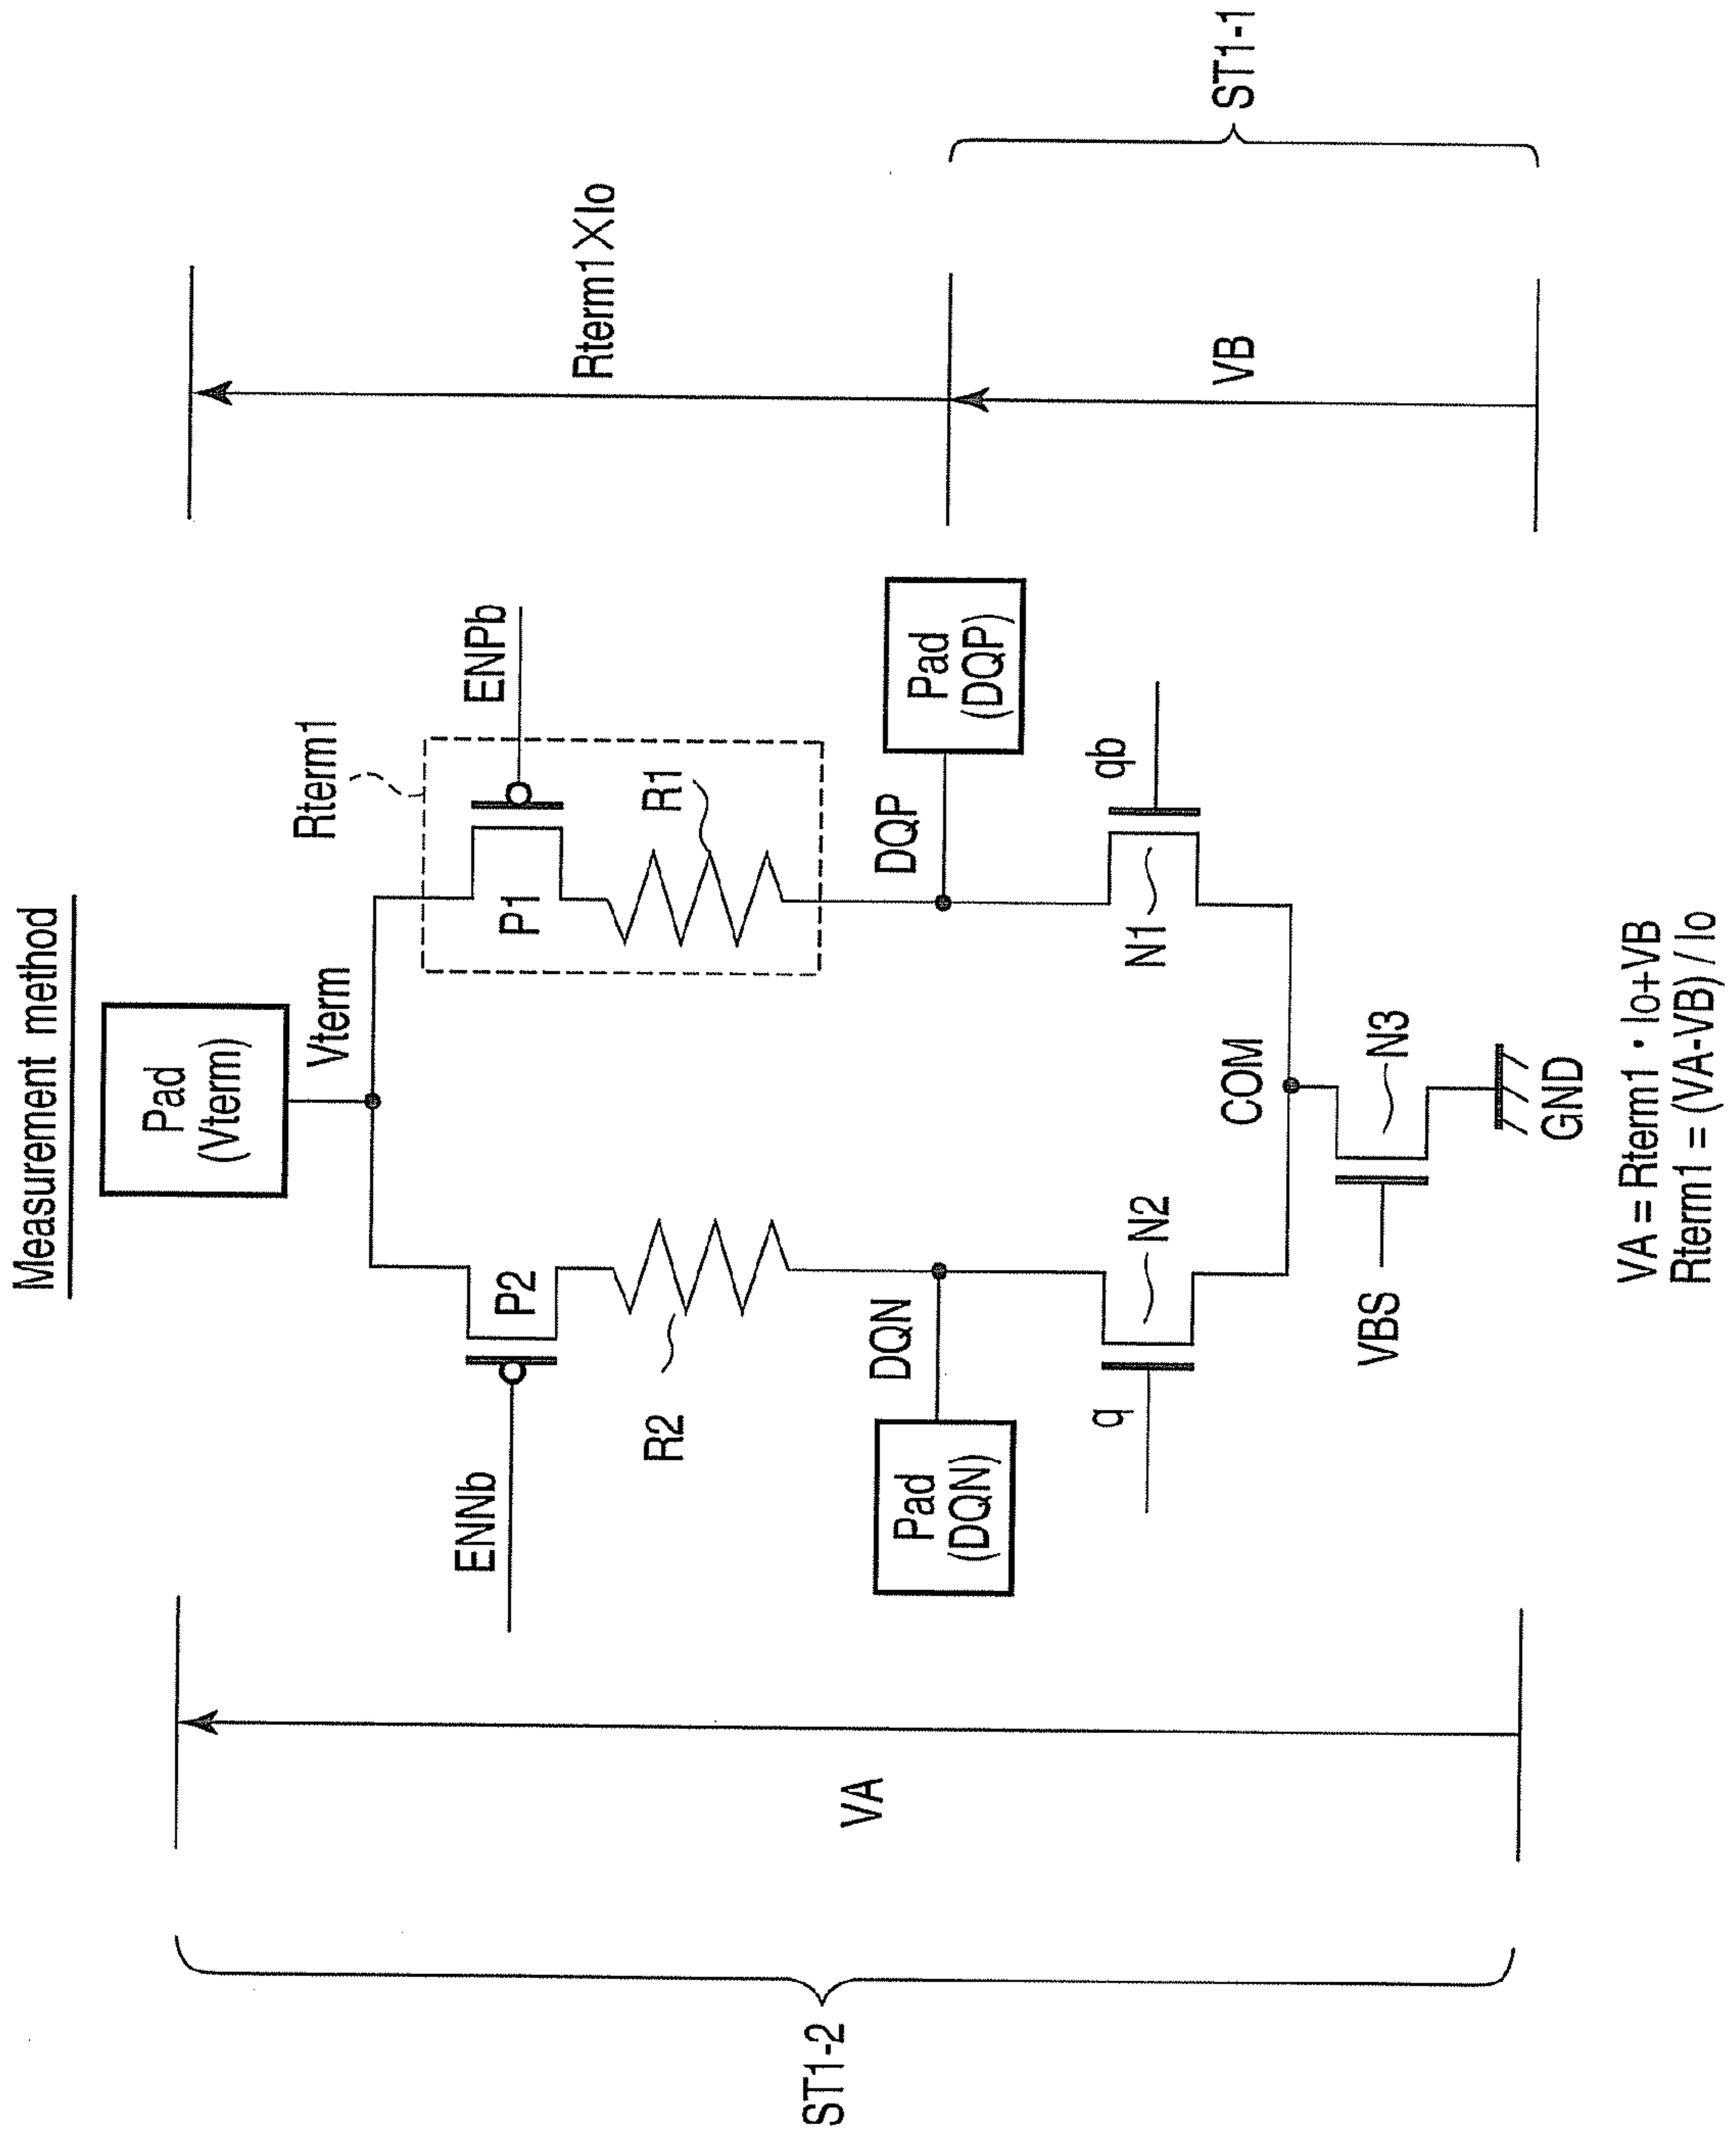 Measurement method
Pad
(Vterm)
Vterm
Rterm1
ENPb
P1
R1
ENNb
P2
R2
DQP
Pad
(DQP)
DQN
Pad
(DQN)
qb
N1
q
N2
COM
N3
VBS
GND
Rterm1×Io
VB
ST1-1
VA
ST1-2
VA = Rterm1・Io+VB
Rterm1 = (VA-VB) / Io